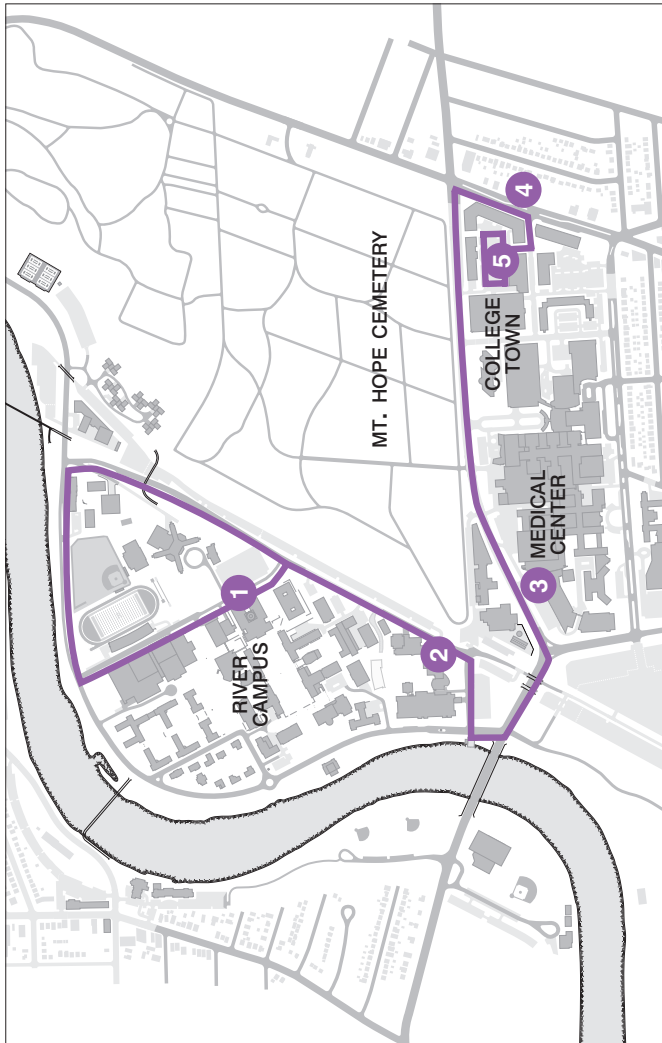 MT. HOPE CEMETERY
RIVER
CAMPUS
COLLEGE
TOWN
MEDICAL
CENTER
1
2
3
4
5